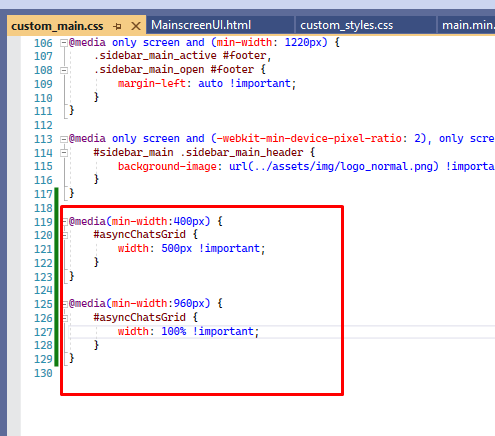 custom_main.css MainscreenUI.html custom_styles.css main.min.
106 @media only screen and (min-width: 1220px) {
107 .sidebar_main_active #footer,
108 .sidebar_main_open #footer {
109 margin-left: auto !important;
110 }
111 }
112
113 @media only screen and (-webkit-min-device-pixel-ratio: 2), only scre
114 #sidebar_main .sidebar_main_header {
115 background-image: url(../assets/img/logo_normal.png) !importa
116 }
117 }
118
119 @media(min-width:400px) {
120 #asyncChatsGrid {
121 width: 500px !important;
122 }
123 }
124
125 @media(min-width:960px) {
126 #asyncChatsGrid {
127 width: 100% !important;
128 }
129 }
130